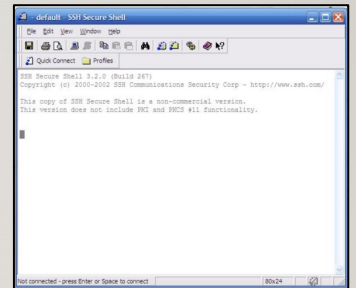 - default - SSH Secure Shell
File Edit View Window Help
Quick Connect Profiles
SSH Secure Shell 3.2.0 (Build 267)
Copyright (c) 2000-2002 SSH Communications Security Corp - http://www.ssh.com/
This copy of SSH Secure Shell is a non-commercial version.
This version does not include PKI and PKCS #11 functionality.
Not connected - press Enter or Space to connect 80x24